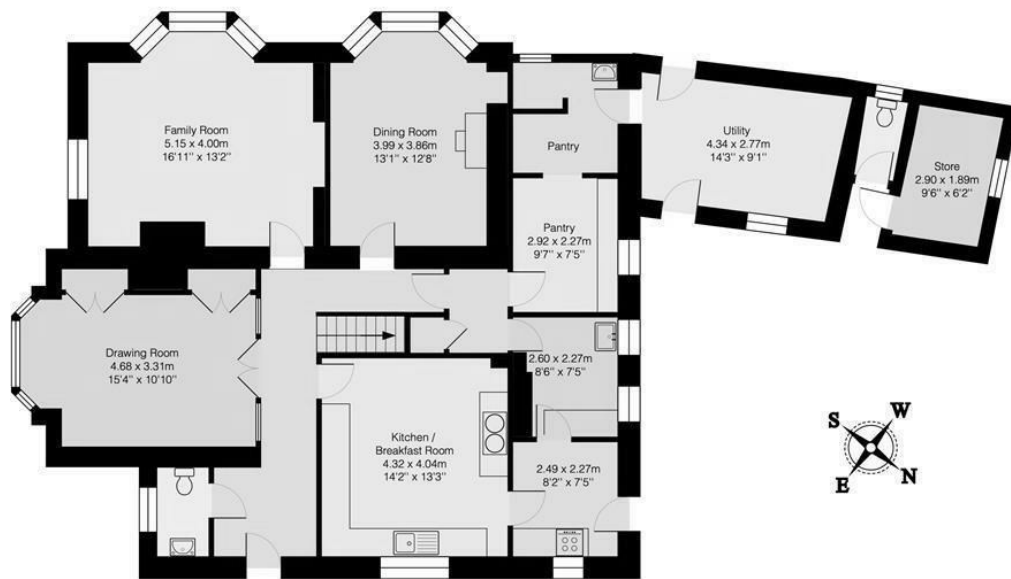 Family Room
5.15 x 4.00m
16'11'' x 13'2''
Dining Room
3.99 x 3.86m
13'1'' x 12'8''
Pantry
Utility
4.34 x 2.77m
14'3'' x 9'1''
Store
2.90 x 1.89m
9'6'' x 6'2''
Pantry
2.92 x 2.27m
9'7'' x 7'5''
Drawing Room
4.68 x 3.31m
15'4'' x 10'10''
2.60 x 2.27m
8'6'' x 7'5''
Kitchen /
Breakfast Room
4.32 x 4.04m
14'2'' x 13'3''
2.49 x 2.27m
8'2'' x 7'5''
S
W
E
N